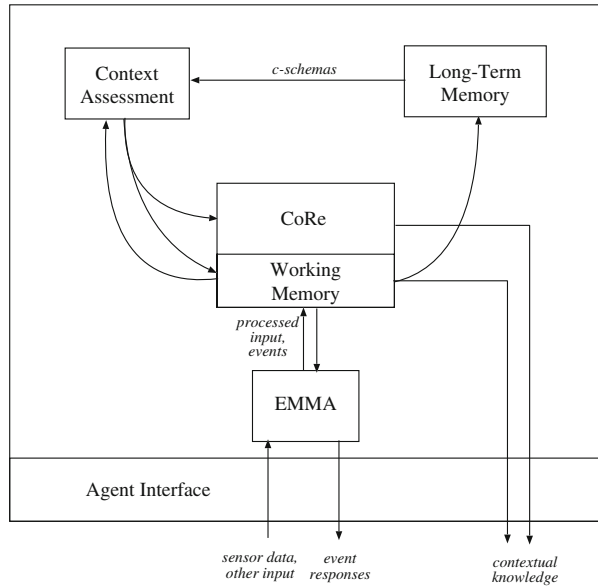 Context
Assessment
c-schemas
Long-Term
Memory
CoRe
Working
Memory
processed
input,
events
EMMA
Agent Interface
sensor data,
other input
event
responses
contextual
knowledge